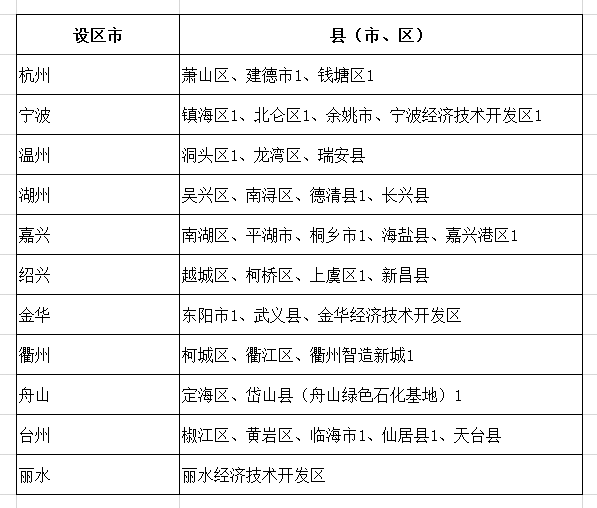 设区市 县（市、区）
杭州 萧山区、建德市1、钱塘区1
宁波 镇海区1、北仑区1、余姚市、宁波经济技术开发区1
温州 洞头区1、龙湾区、瑞安县
湖州 吴兴区、南浔区、德清县1、长兴县
嘉兴 南湖区、平湖市、桐乡市1、海盐县、嘉兴港区1
绍兴 越城区、柯桥区、上虞区1、新昌县
金华 东阳市1、武义县、金华经济技术开发区
衢州 柯城区、衢江区、衢州智造新城1
舟山 定海区、岱山县（舟山绿色石化基地）1
台州 椒江区、黄岩区、临海市1、仙居县1、天台县
丽水 丽水经济技术开发区